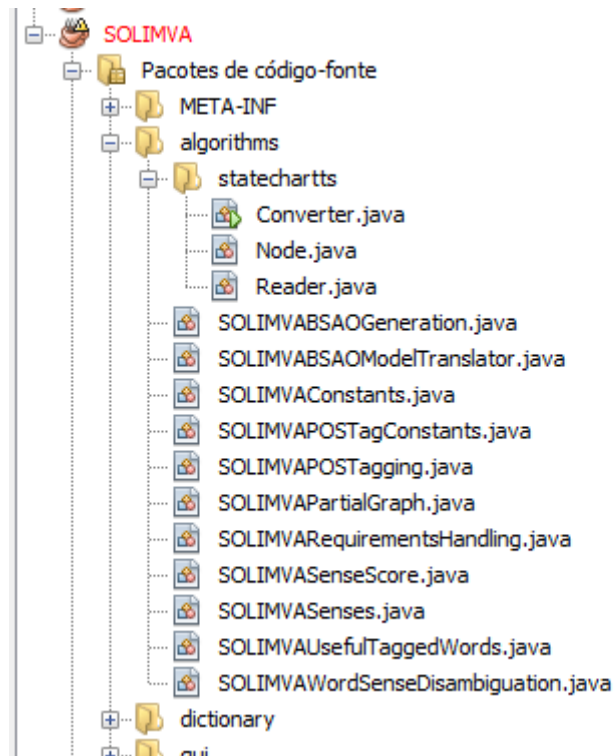 SOLIMVA
Pacotes de código-fonte
META-INF
algorithms
statechartts
Converter.java
Node.java
Reader.java
SOLIMVABSAOGeneration.java
SOLIMVABSAOModelTranslator.java
SOLIMVAConstants.java
SOLIMVAPOSTagConstants.java
SOLIMVAPOSTagging.java
SOLIMVAPartialGraph.java
SOLIMVARequirementsHandling.java
SOLIMVASenseScore.java
SOLIMVASenses.java
SOLIMVAUsefulTaggedWords.java
SOLIMVAWordSenseDisambiguation.java
dictionary
gui